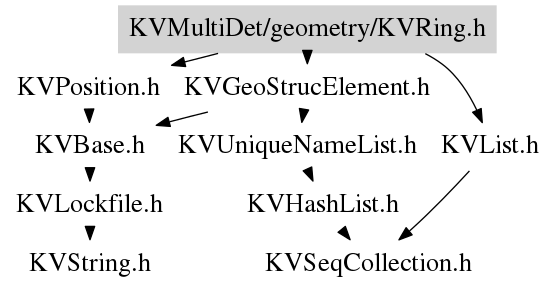 KVMultiDet/geometry/KVRing.h
KVPosition.h
KVGeoStrucElement.h
KVBase.h
KVUniqueNameList.h
KVList.h
KVLockfile.h
KVHashList.h
KVString.h
KVSeqCollection.h